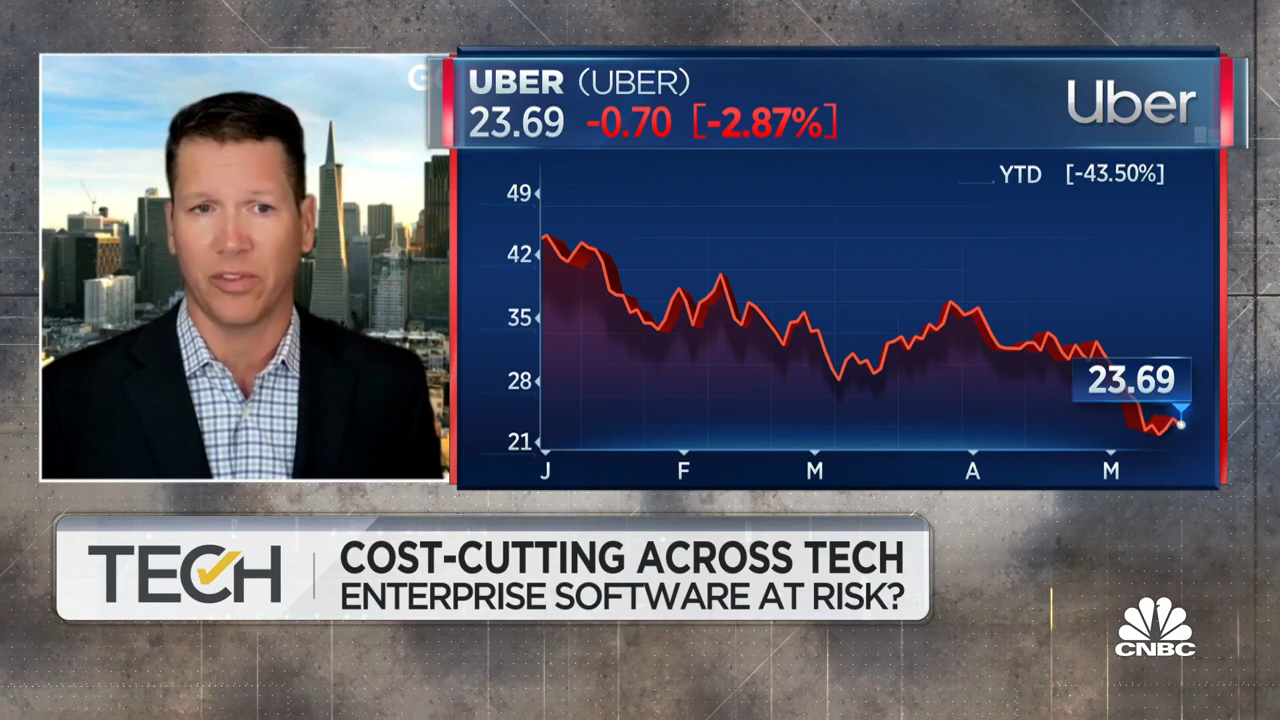 UBER (UBER)
23.69 -0.70 [-2.87%]
Uber
YTD [-43.50%]
49
42
35
28
21
23.69
J F M A M
TECH
COST-CUTTING ACROSS TECH
ENTERPRISE SOFTWARE AT RISK?
CNBC